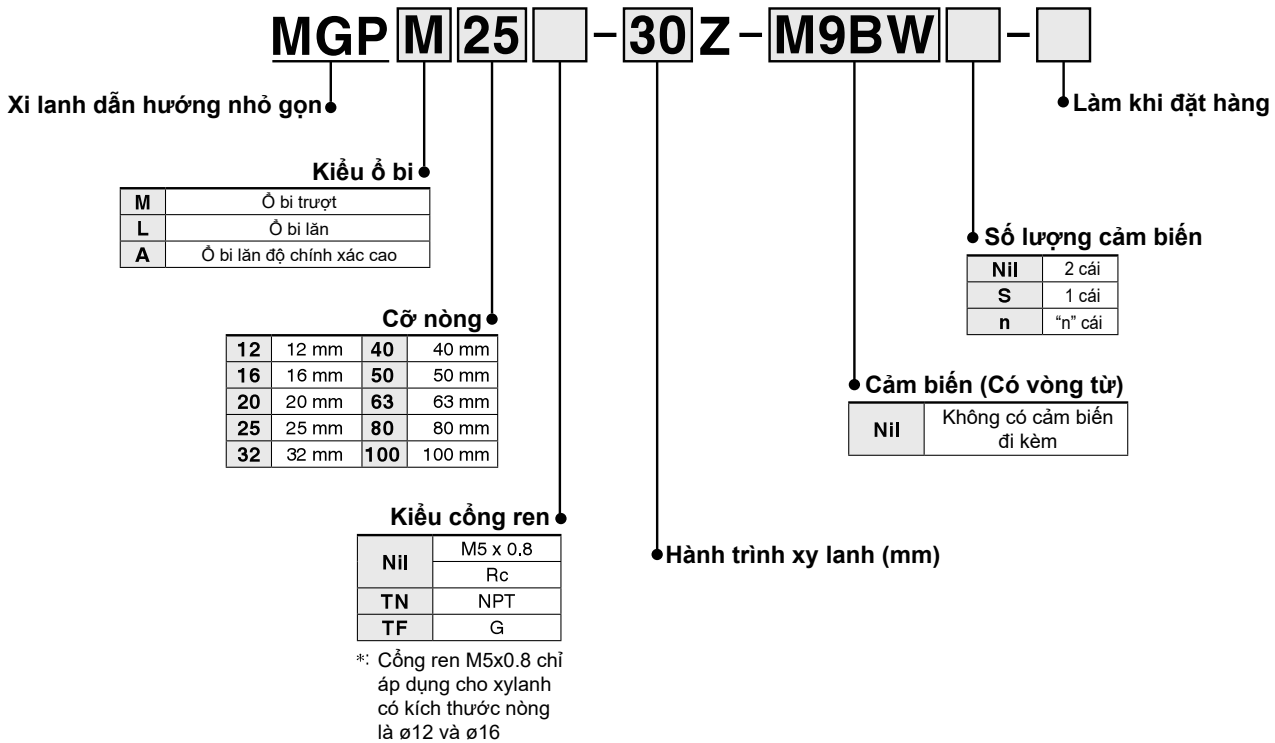 MGP M 25 - 30 Z - M9BW -
Xi lanh dẫn hướng nhỏ gọn
Làm khi đặt hàng
Kiểu ổ bi
M Ổ bi trượt
L Ổ bi lăn
A Ổ bi lăn độ chính xác cao
Số lượng cảm biến
Nil 2 cái
S 1 cái
n “n” cái
Cỡ nòng
12 12 mm 40 40 mm
16 16 mm 50 50 mm
20 20 mm 63 63 mm
25 25 mm 80 80 mm
32 32 mm 100 100 mm
Cảm biến (Có vòng từ)
Nil Không có cảm biến
đi kèm
Kiểu cổng ren
Nil M5 x 0.8
Rc
TN NPT
TF G
*: Cổng ren M5x0.8 chỉ
áp dụng cho xylanh
có kích thước nòng
là ø12 và ø16
Hành trình xy lanh (mm)